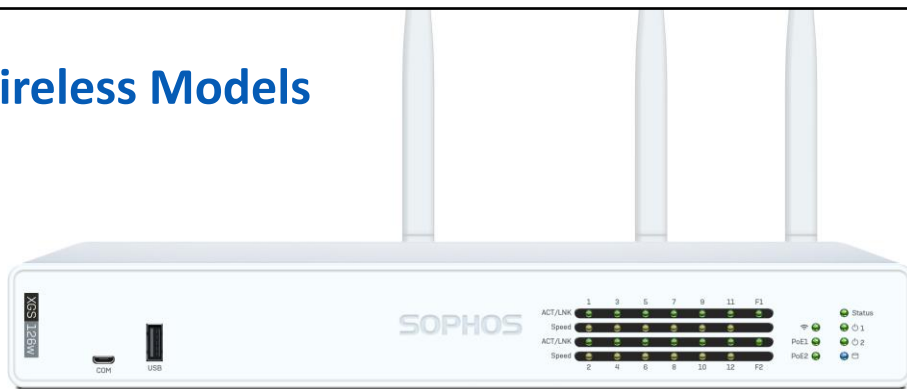 ireless Models
XGS 126w
COM
USB
SOPHOS
1 3 5 7 9 11 F1
ACT/LNK
Speed
ACT/LNK
Speed
2 4 6 8 10 12 F2
Status
1
PoE1
2
PoE2